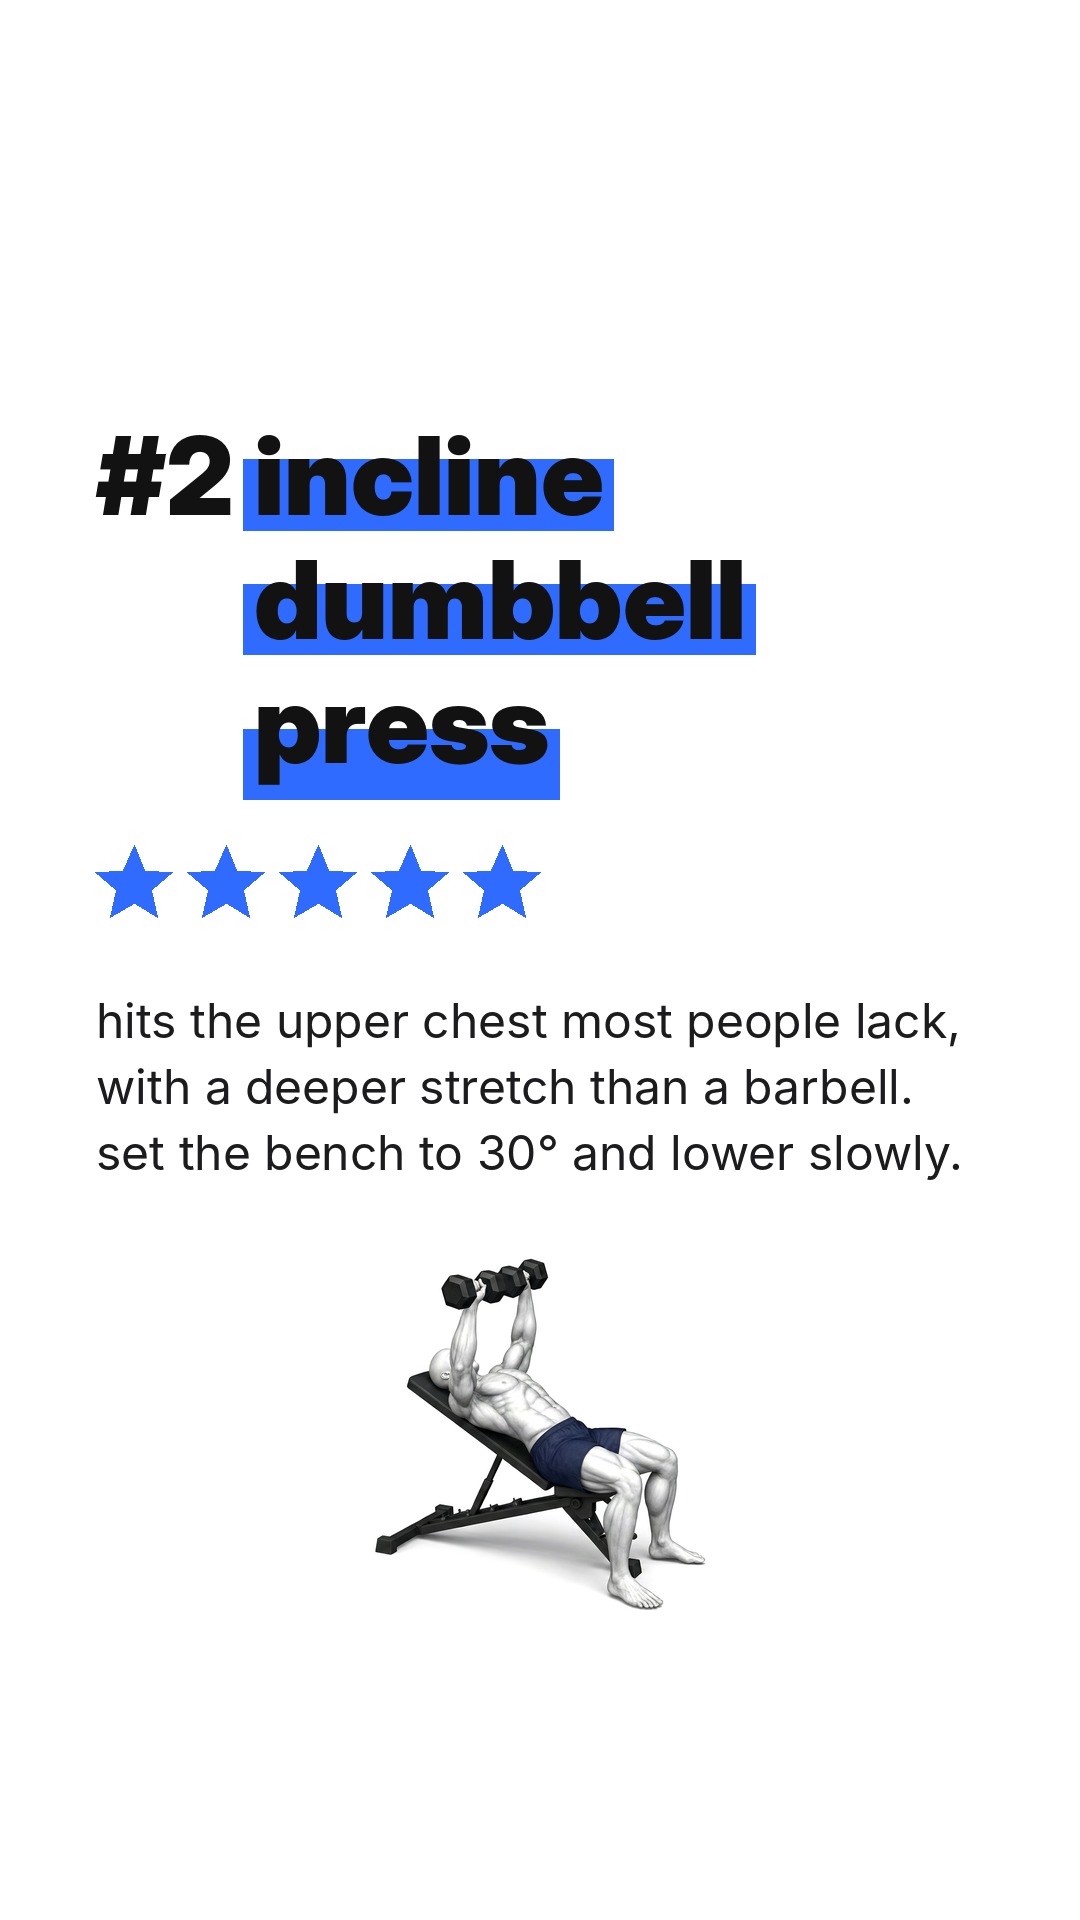 #2 incline
dumbbell
press
hits the upper chest most people lack,
with a deeper stretch than a barbell.
set the bench to 30° and lower slowly.